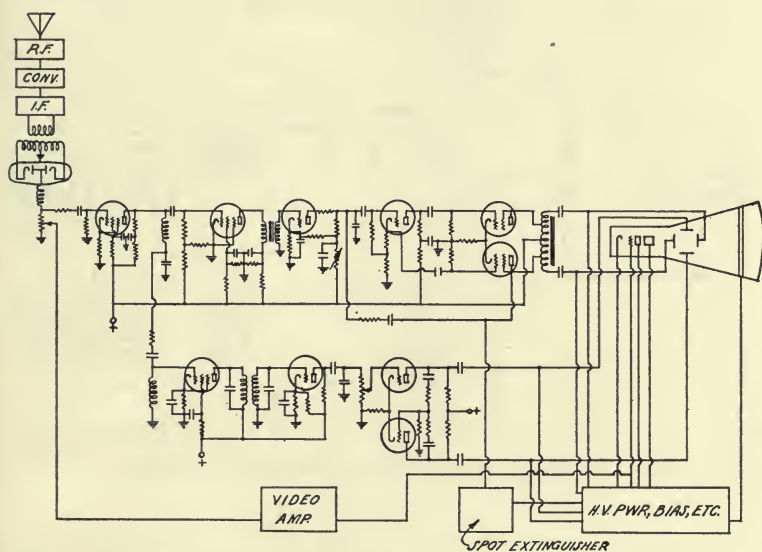 R.F.
CONV.
I.F.
VIDEO
AMP.
SPOT EXTINGUISHER
H.V. PWR, BIAS, ETC.